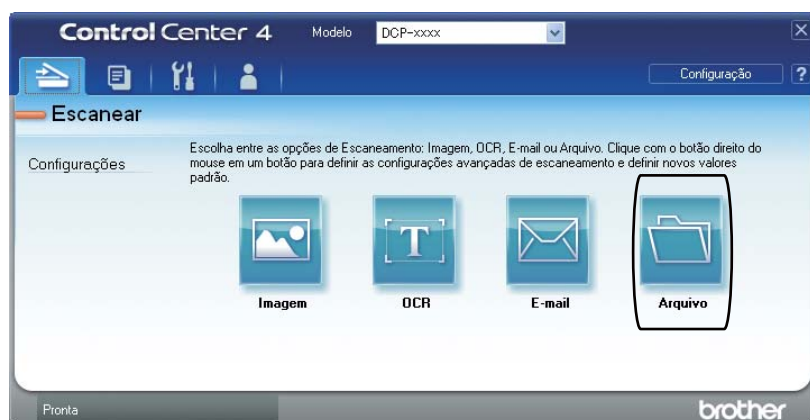 Control Center 4 Modelo DCP-xxxx
Configuração ?
Escanear
Escolha entre as opções de Escaneamento: Imagem, OCR, E-mail ou Arquivo. Clique com o botão direito do
Configurações
mouse em um botão para definir as configurações avançadas de escaneamento e definir novos valores
padrão.
T
Imagem OCR E-mail Arquivo
Pronta brother